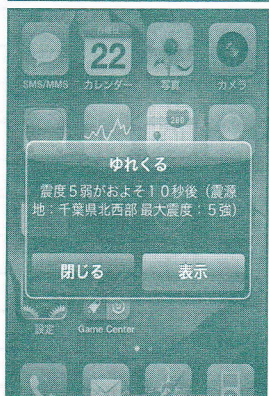 22
SMS/MMS カレンダー 写真 カメラ
280
ゆれくる
震度５弱がおよそ１０秒後（震源
地：千葉県北西部 最大震度：５強）
閉じる 表示
設定 Game Center